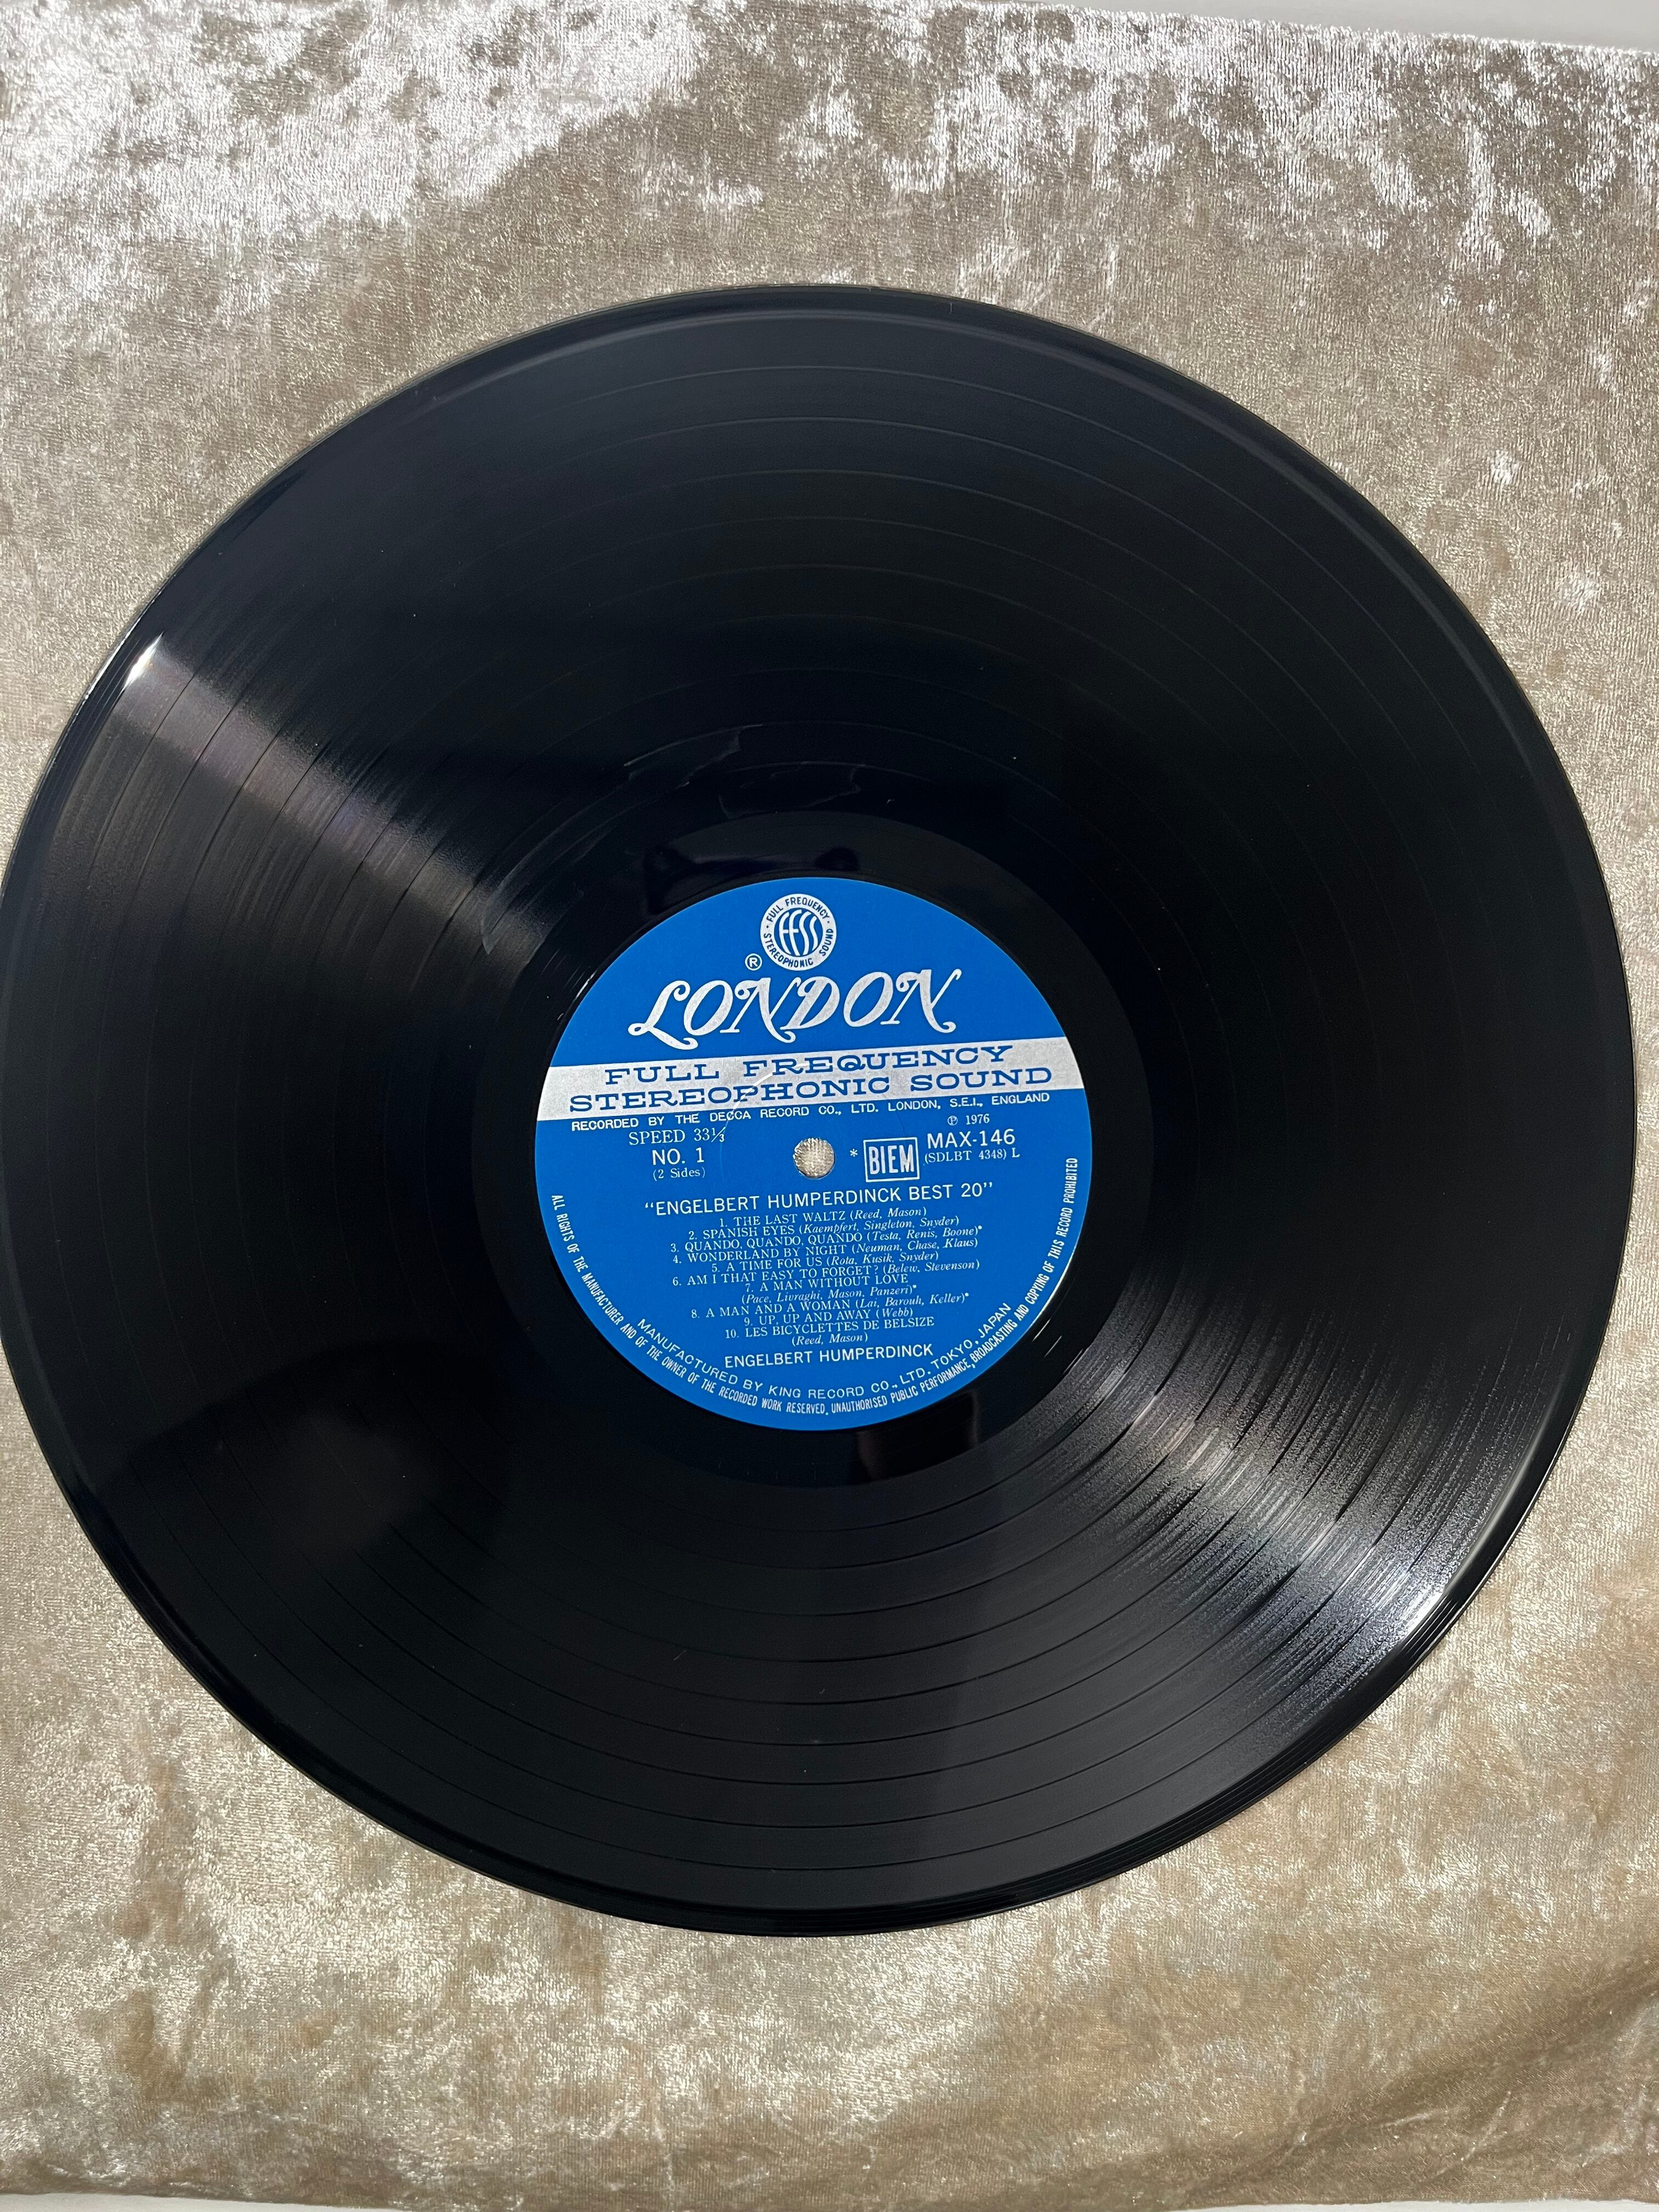 FULL FREQUENCY
FFSS
STEREOPHONIC SOUND
®
LONDON
FULL FREQUENCY
STEREOPHONIC SOUND
RECORDED BY THE DECCA RECORD CO., LTD. LONDON, S.E.I., ENGLAND
SPEED 33⅓
℗ 1976
NO. 1
(2 Sides)
* BIEM
MAX-146
(SDLBT 4348) L
"ENGELBERT HUMPERDINCK BEST 20"
1. THE LAST WALTZ (Reed, Mason)
2. SPANISH EYES (Kaempfert, Singleton, Snyder)
3. QUANDO, QUANDO, QUANDO (Testa, Renis, Boone)*
4. WONDERLAND BY NIGHT (Neuman, Chase, Klaus)
5. A TIME FOR US (Rota, Kusik, Snyder)
6. AM I THAT EASY TO FORGET? (Belew, Stevenson)
7. A MAN WITHOUT LOVE
(Pace, Livraghi, Mason, Panzeri)*
8. A MAN AND A WOMAN (Lai, Barouh, Keller)*
9. UP, UP AND AWAY (Webb)
10. LES BICYCLETTES DE BELSIZE
(Reed, Mason)
ENGELBERT HUMPERDINCK
MANUFACTURED BY KING RECORD CO., LTD. TOKYO, JAPAN
ALL RIGHTS OF THE MANUFACTURER AND OF THE OWNER OF THE RECORDED WORK RESERVED, UNAUTHORISED PUBLIC PERFORMANCE, BROADCASTING AND COPYING OF THIS RECORD PROHIBITED